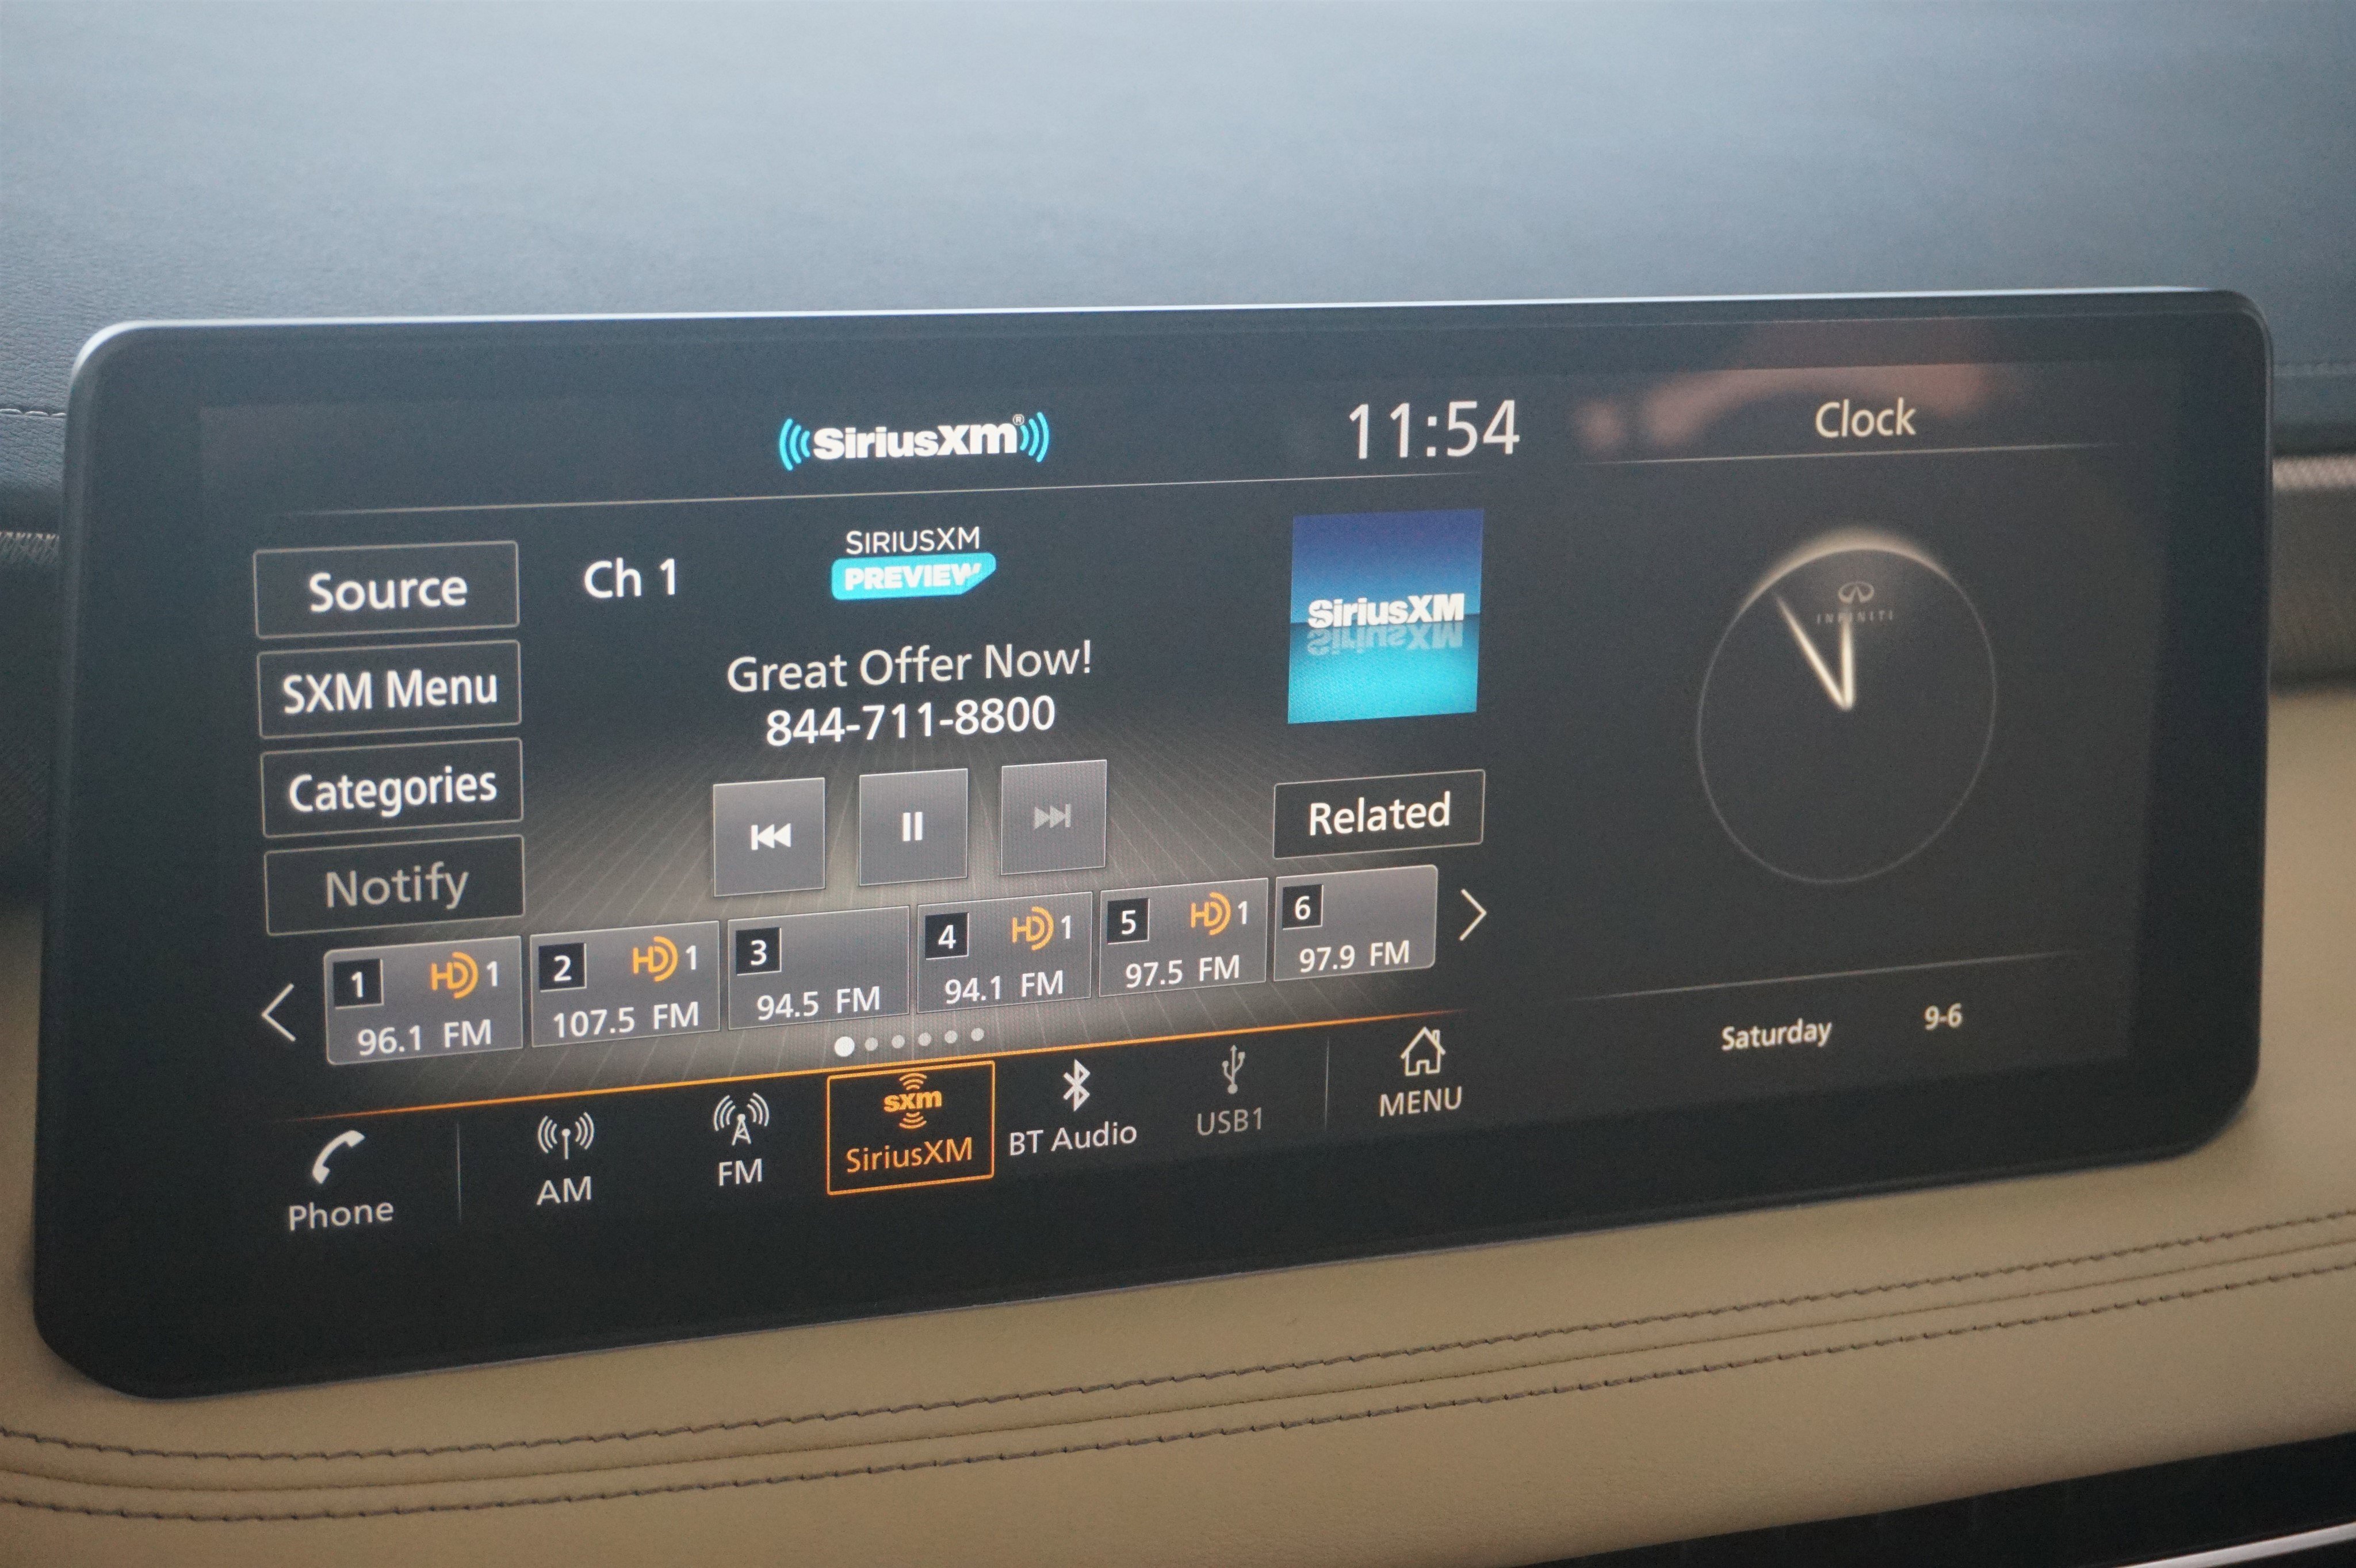 SiriusXM®
11:54
Clock
Source
Ch 1
SIRIUSXM
PREVIEW
SiriusXM
INFINITI
SXM Menu
Great Offer Now!
844-711-8800
Categories
Related
Notify
1 HD 1
96.1 FM
2 HD 1
107.5 FM
3
94.5 FM
4 HD 1
94.1 FM
5 HD 1
97.5 FM
6
97.9 FM
Saturday 9-6
Phone
AM
FM
sxm
SiriusXM
BT Audio
USB1
MENU